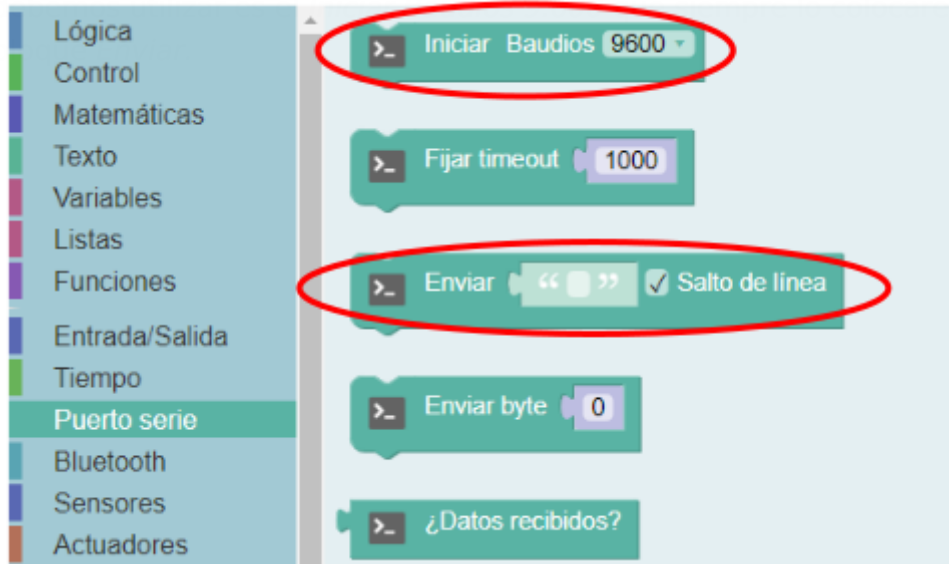 Lógica
Control
Matemáticas
Texto
Variables
Listas
Funciones
Entrada/Salida
Tiempo
Puerto serie
Bluetooth
Sensores
Actuadores
>_ Iniciar Baudios 9600
>_ Fijar timeout 1000
>_ Enviar “ ” Salto de línea
>_ Enviar byte 0
>_ ¿Datos recibidos?